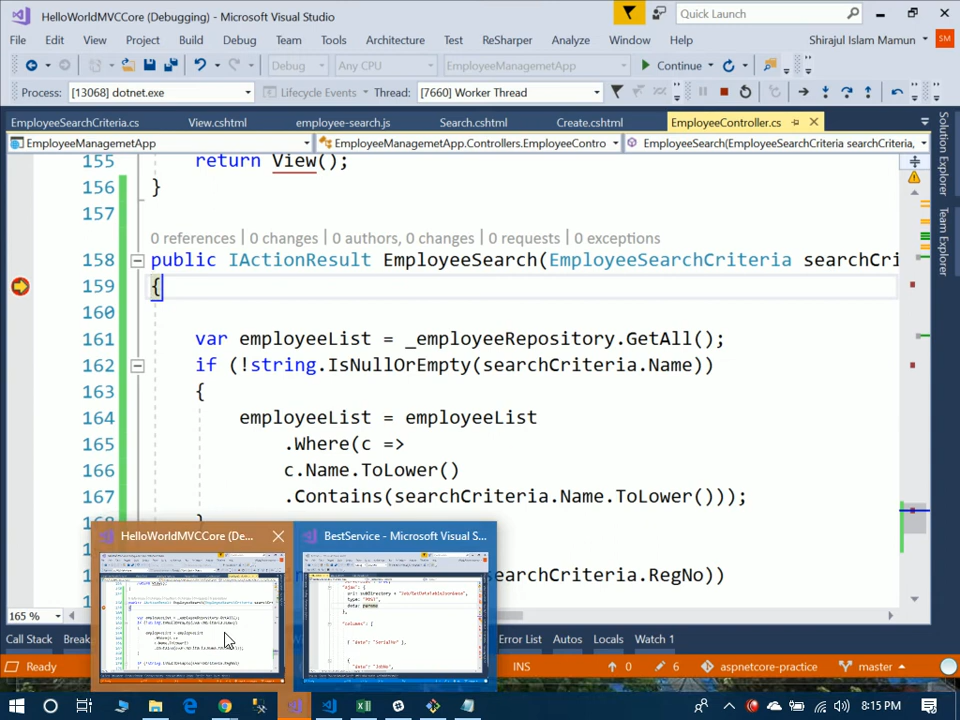 HelloWorldMVCCore (Debugging) - Microsoft Visual Studio
Quick Launch
File Edit View Project Build Debug Team Tools Architecture Test ReSharper Analyze Window Help Shirajul Islam Mamun SM
Debug Any CPU EmployeeManagemetApp Continue
Process: [13068] dotnet.exe Lifecycle Events Thread: [7660] Worker Thread
EmployeeSearchCriteria.cs View.cshtml employee-search.js Search.cshtml Create.cshtml EmployeeController.cs
EmployeeManagemetApp EmployeeManagemetApp.Controllers.EmployeeContro EmployeeSearch(EmployeeSearchCriteria searchCriteria,
Solution Explorer
Team Explorer
155 return View();
156 }
157
0 references | 0 changes | 0 authors, 0 changes | 0 requests | 0 exceptions
158 public IActionResult EmployeeSearch(EmployeeSearchCriteria searchCri
159 {
160
161 var employeeList = _employeeRepository.GetAll();
162 if (!string.IsNullOrEmpty(searchCriteria.Name))
163 {
164 employeeList = employeeList
165 .Where(c =>
166 c.Name.ToLower()
167 .Contains(searchCriteria.Name.ToLower()));
HelloWorldMVCCore (De... BestService - Microsoft Visual S...
chCriteria.RegNo))
165 %
Call Stack Error List Autos Locals Watch 1
Ready INS 0 6 aspnetcore-practice master
8:15 PM